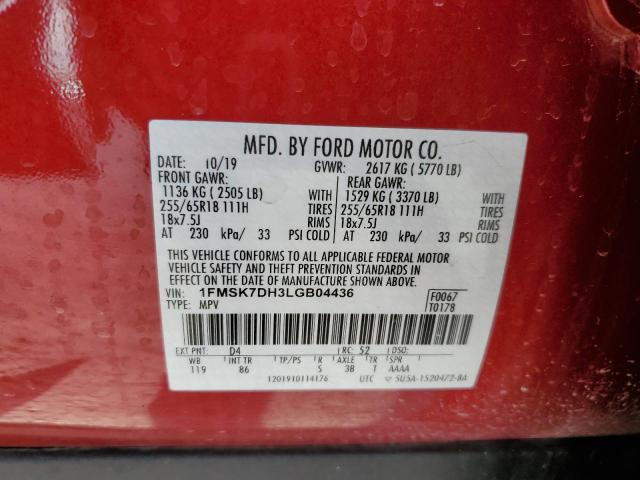 MFD. BY FORD MOTOR CO.
DATE: 10/19 GVWR: 2617 KG ( 5770 LB)
FRONT GAWR: REAR GAWR:
1136 KG ( 2505 LB) WITH 1529 KG ( 3370 LB) WITH
255/65R18 111H TIRES 255/65R18 111H TIRES
18x7.5J RIMS 18x7.5J RIMS
AT 230 kPa/ 33 PSI COLD AT 230 kPa/ 33 PSI COLD
THIS VEHICLE CONFORMS TO ALL APPLICABLE FEDERAL MOTOR
VEHICLE SAFETY AND THEFT PREVENTION STANDARDS IN
EFFECT ON THE DATE OF MANUFACTURE SHOWN ABOVE.
VIN: 1FMSK7DH3LGB04436 F0067
TYPE: MPV T0178
EXT PNT: D4 RC: 52 DSO:
WB INT TR TP/PS R AXLE TR SPR
119 86 S 3B T AAAA
1201910114176 UTC 5U5A-1520472-BA